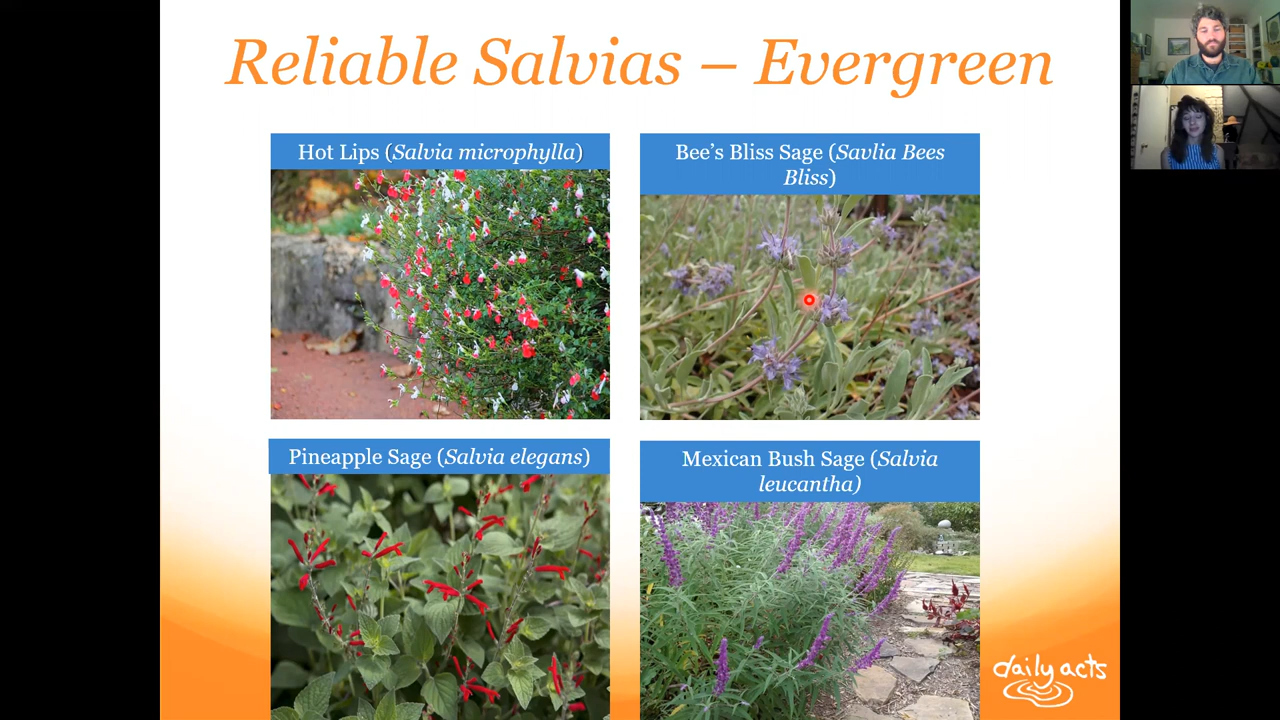 Reliable Salvias – Evergreen
Hot Lips (Salvia microphylla)
Bee's Bliss Sage (Savlia Bees
Bliss)
Pineapple Sage (Salvia elegans)
Mexican Bush Sage (Salvia
leucantha)
daily acts